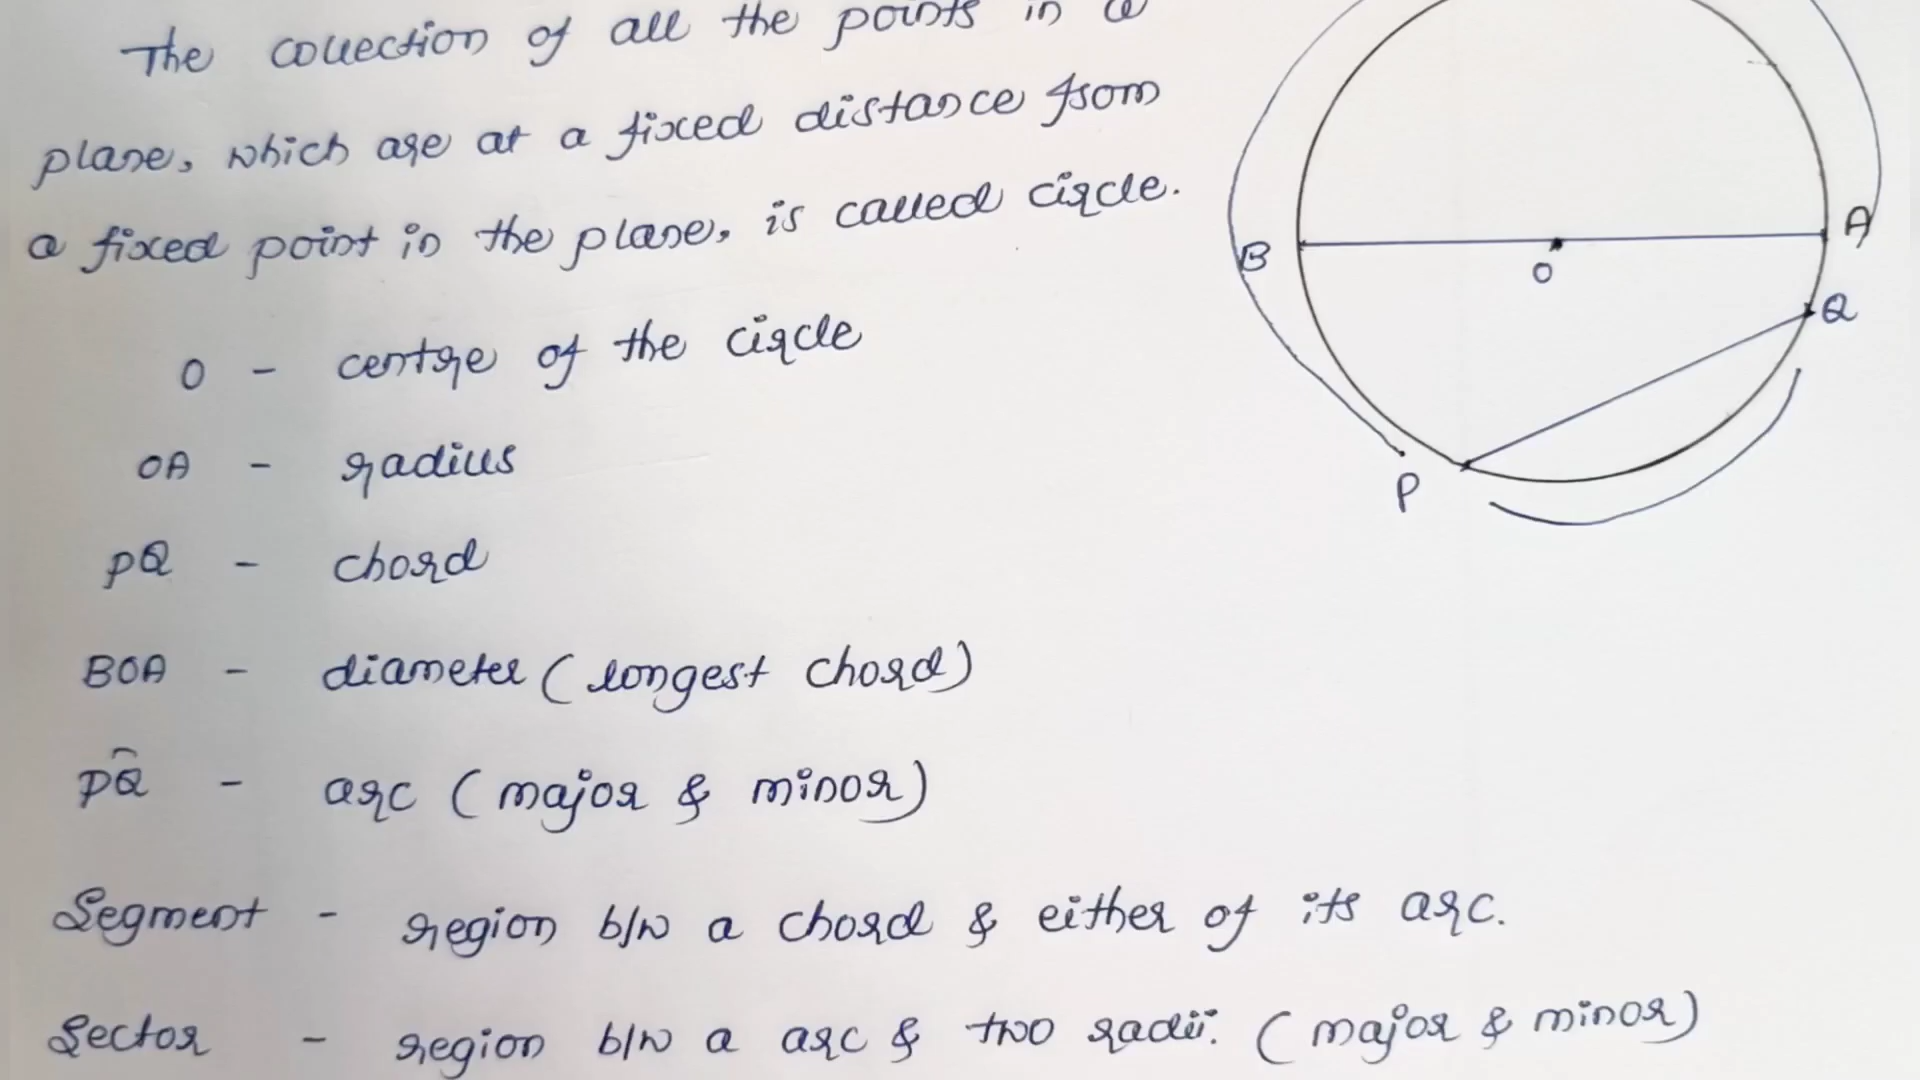 The collection of all the points in a
plane, which are at a fixed distance from
a fixed point in the plane, is called circle.
O - centre of the circle
OA - radius
PQ - chord
BOA - diameter (longest chord)
P͡Q - arc (major & minor)
Segment - region b/w a chord & either of its arc.
Sector - region b/w a arc & two radii. (major & minor)
A
B
O
Q
P